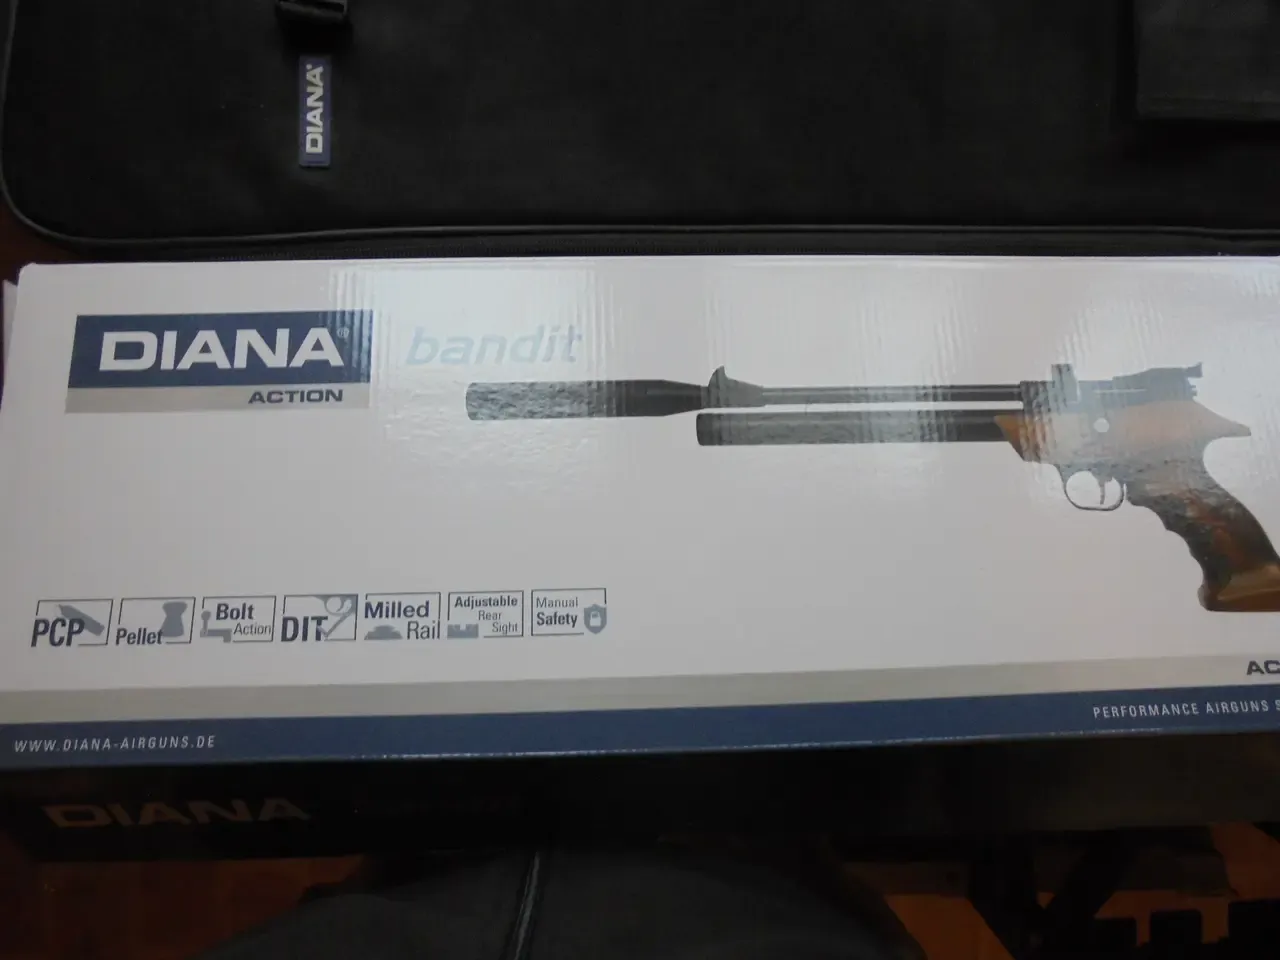 DIANA®
DIANA®
bandit
ACTION
PCP
Pellet
Bolt
Action
DIT
Milled
Rail
Adjustable
Rear
Sight
Manual
Safety
AC
PERFORMANCE AIRGUNS S
WWW.DIANA-AIRGUNS.DE
DIANA